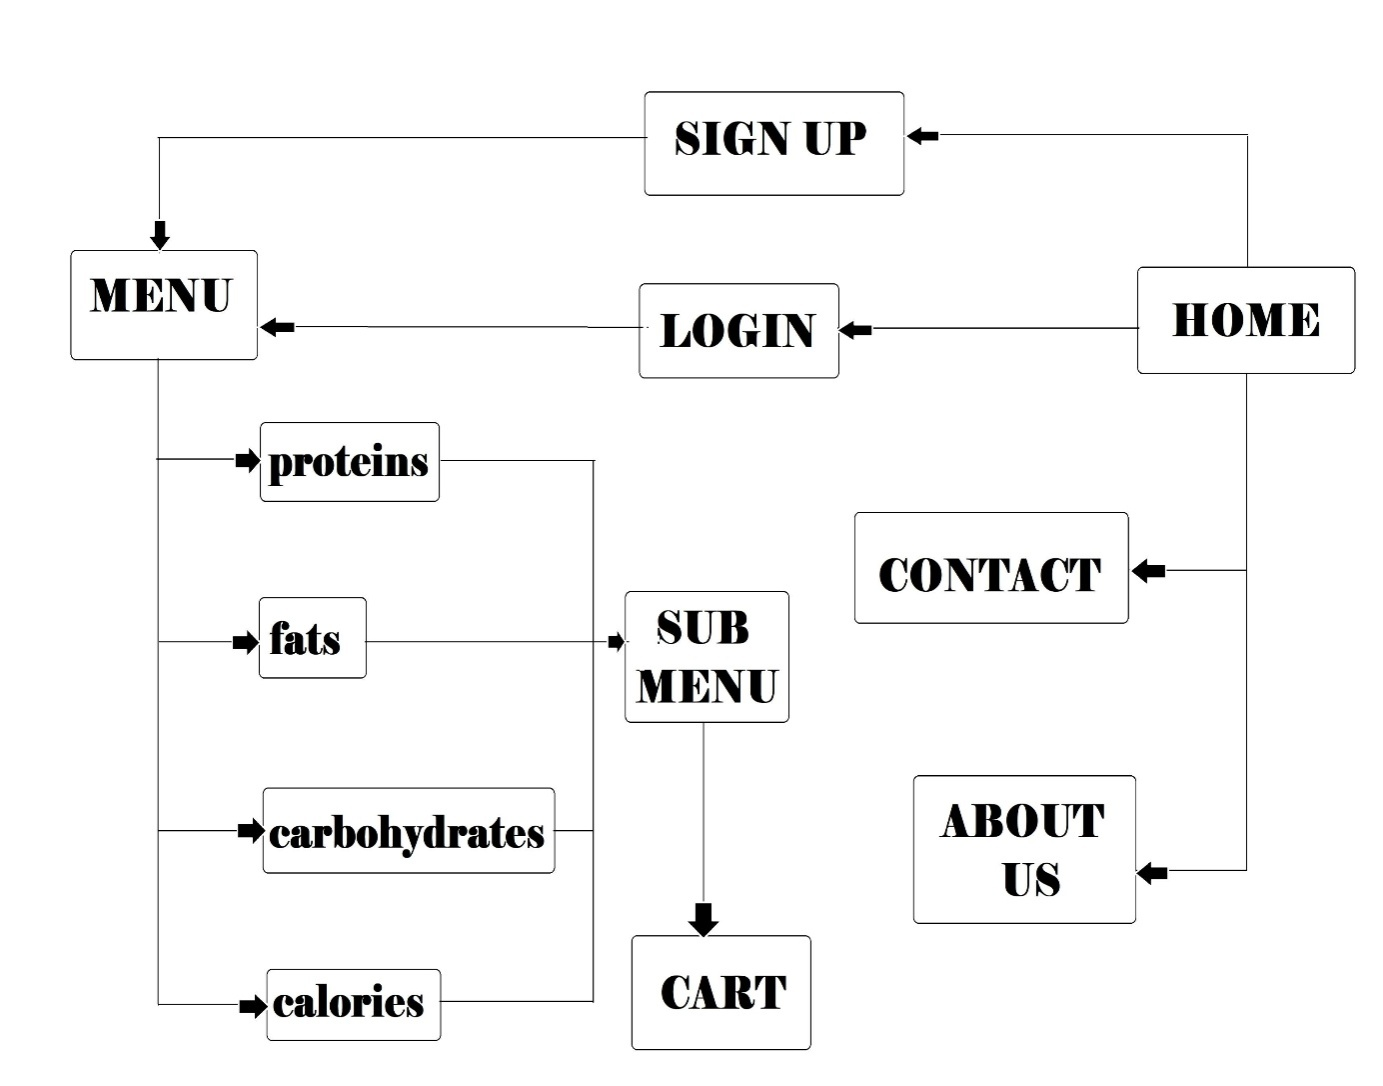 SIGN UP
MENU
LOGIN
HOME
proteins
CONTACT
fats
SUB
MENU
carbohydrates
ABOUT
US
calories
CART